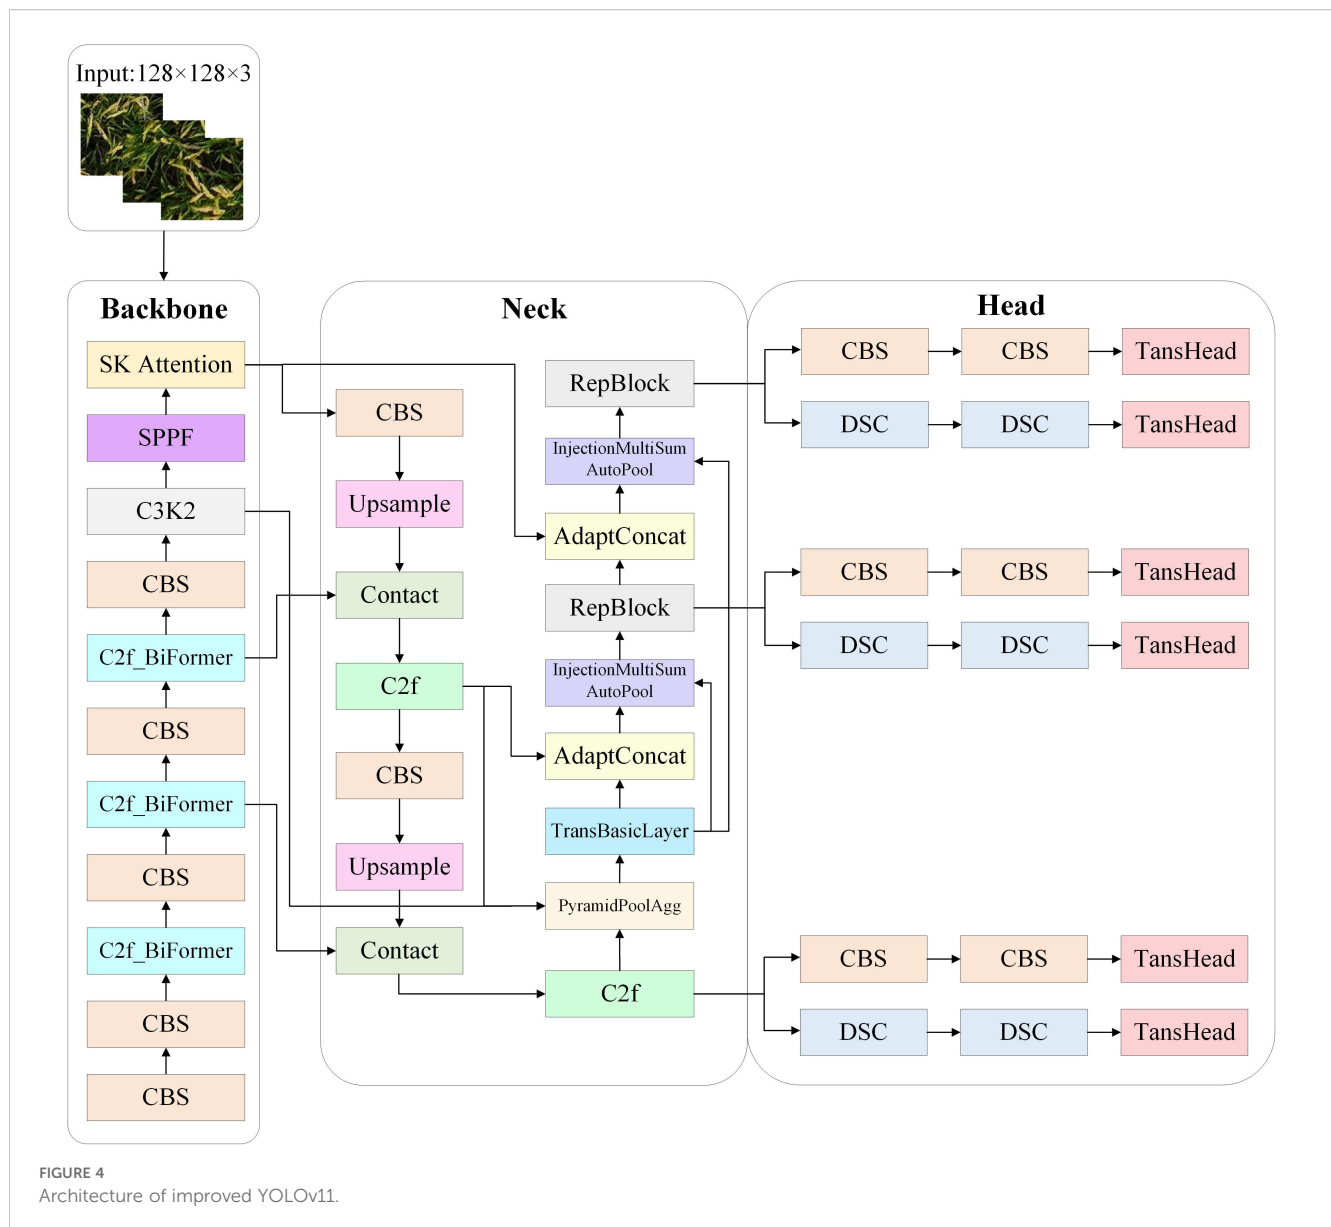 Input:128×128×3
Backbone
SK Attention
SPPF
C3K2
CBS
C2f_BiFormer
CBS
C2f_BiFormer
CBS
C2f_BiFormer
CBS
CBS
Neck
CBS
Upsample
Contact
C2f
CBS
Upsample
Contact
RepBlock
InjectionMultiSum
AutoPool
AdaptConcat
RepBlock
InjectionMultiSum
AutoPool
AdaptConcat
TransBasicLayer
PyramidPoolAgg
C2f
Head
CBS
CBS
TansHead
DSC
DSC
TansHead
CBS
CBS
TansHead
DSC
DSC
TansHead
CBS
CBS
TansHead
DSC
DSC
TansHead
FIGURE 4
Architecture of improved YOLOv11.